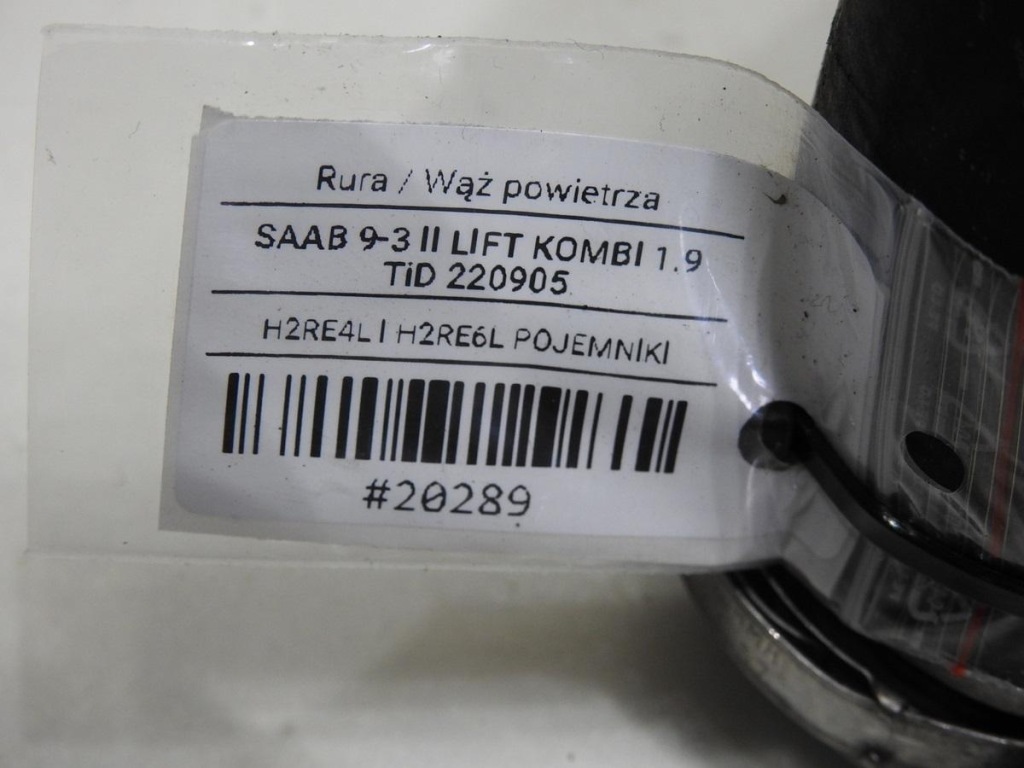 Rura / Wąż powietrza
SAAB 9-3 II LIFT KOMBI 1.9
TiD 220905
H2RE4L I H2RE6L POJEMNIKI
#20289